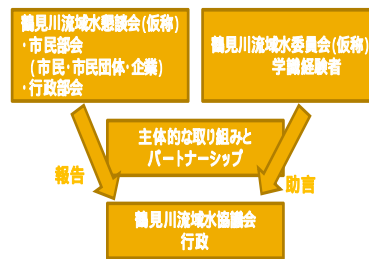 鶴見川流域水懇談会(仮称)
・市民部会
(市民・市民団体・企業)
・行政部会
鶴見川流域水委員会(仮称)
学識経験者
主体的な取り組みと
パートナーシップ
報告
助言
鶴見川流域水協議会
行政